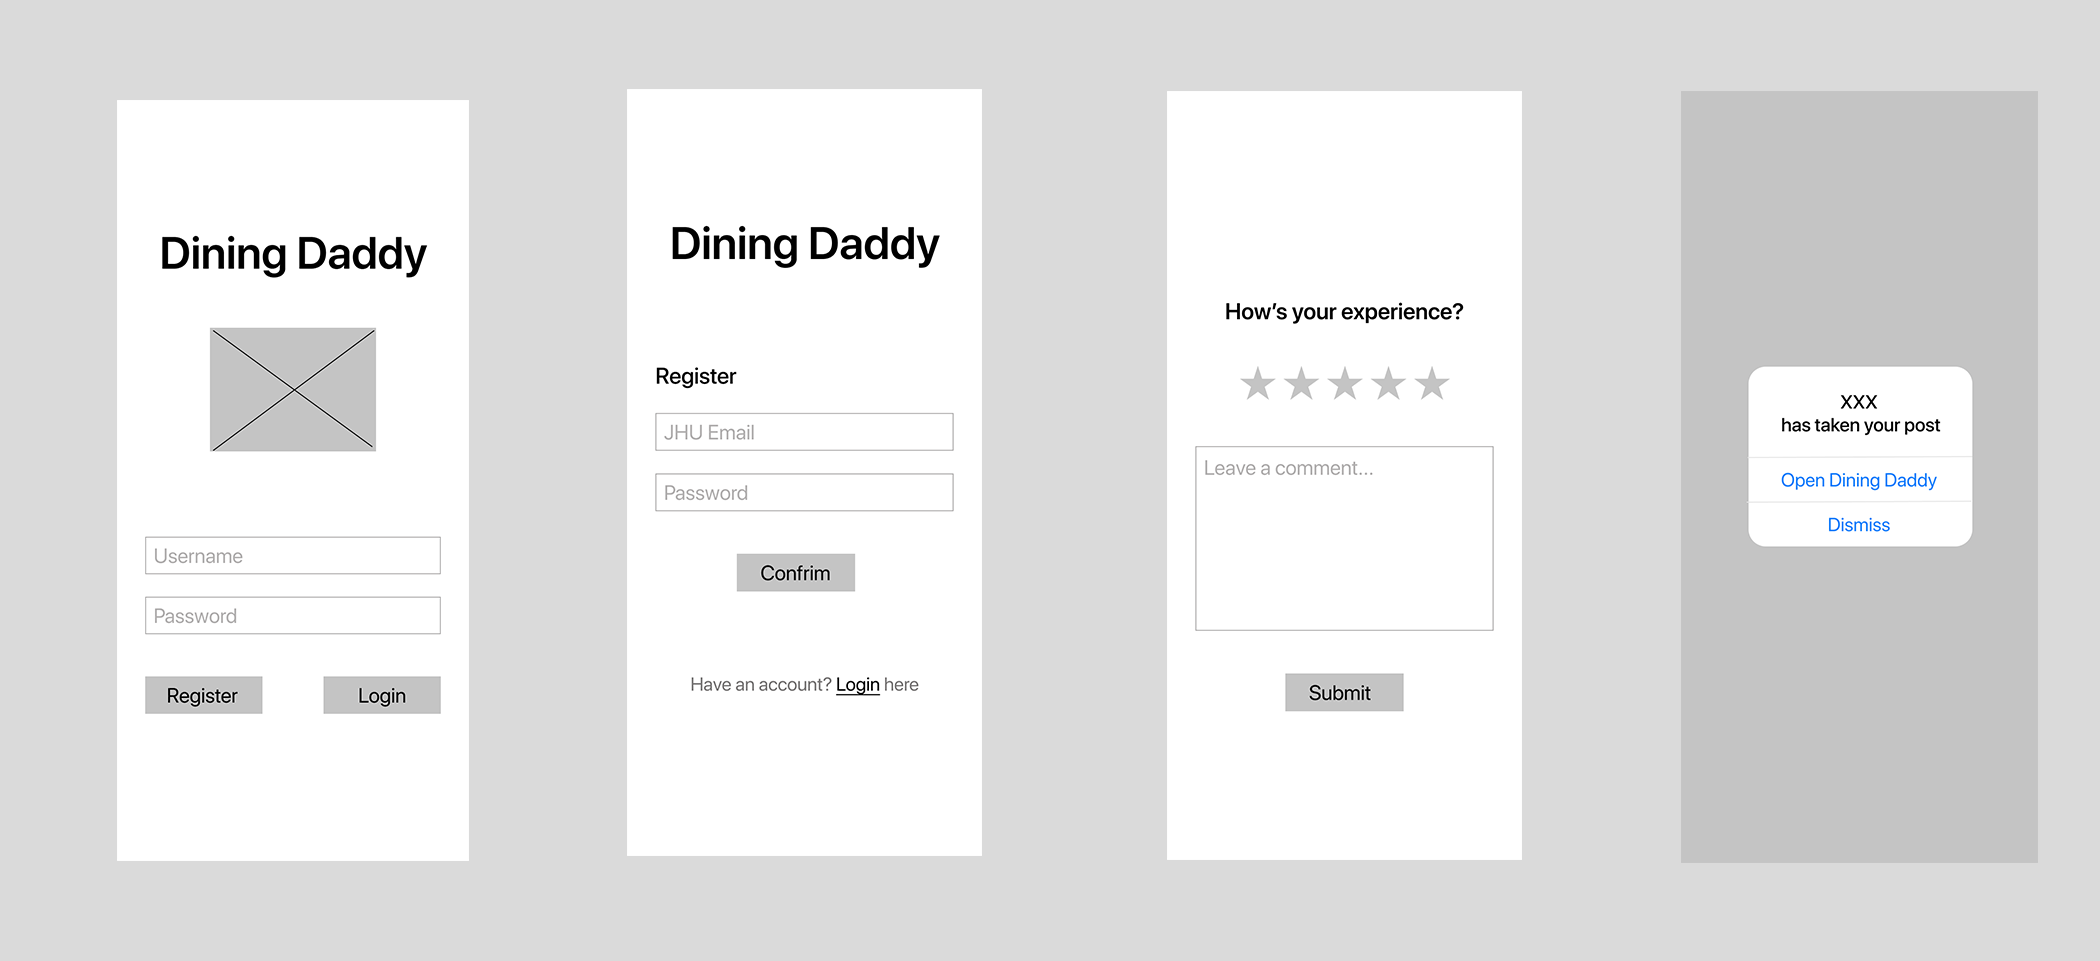 Dining Daddy
Username
Password
Register
Login
Dining Daddy
Register
JHU Email
Password
Confrim
Have an account? Login here
How's your experience?
Leave a comment...
Submit
XXX
has taken your post
Open Dining Daddy
Dismiss